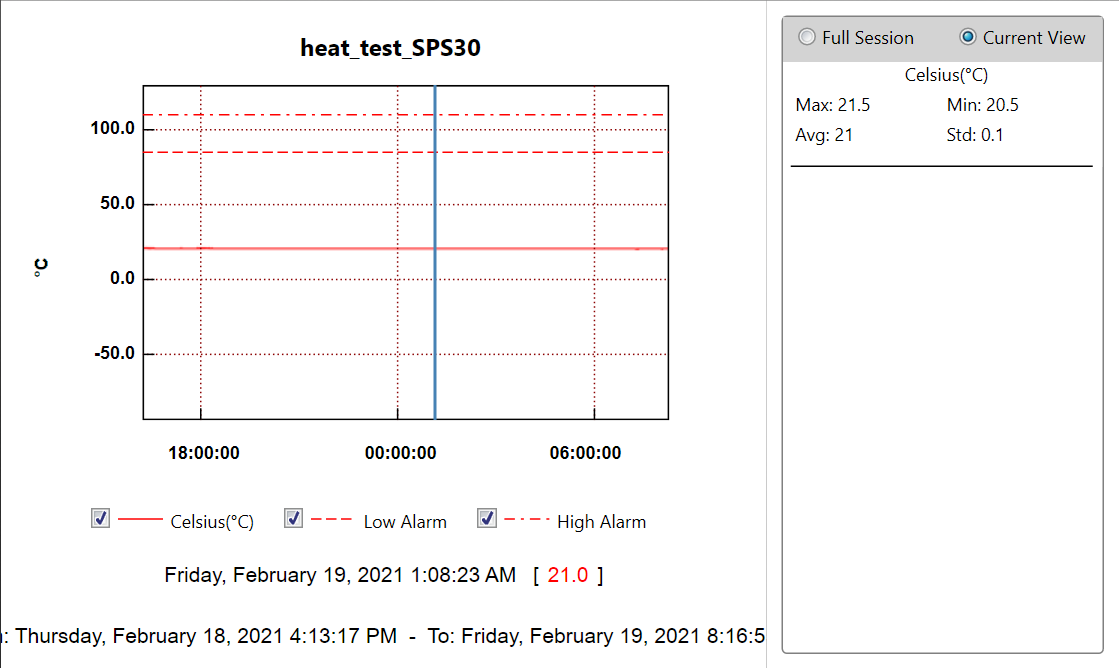 heat_test_SPS30
100.0
50.0
0.0
-50.0
°C
18:00:00 00:00:00 06:00:00
Celsius(°C) Low Alarm High Alarm
Friday, February 19, 2021 1:08:23 AM [ 21.0 ]
: Thursday, February 18, 2021 4:13:17 PM - To: Friday, February 19, 2021 8:16:5
Full Session Current View
Celsius(°C)
Max: 21.5 Min: 20.5
Avg: 21 Std: 0.1